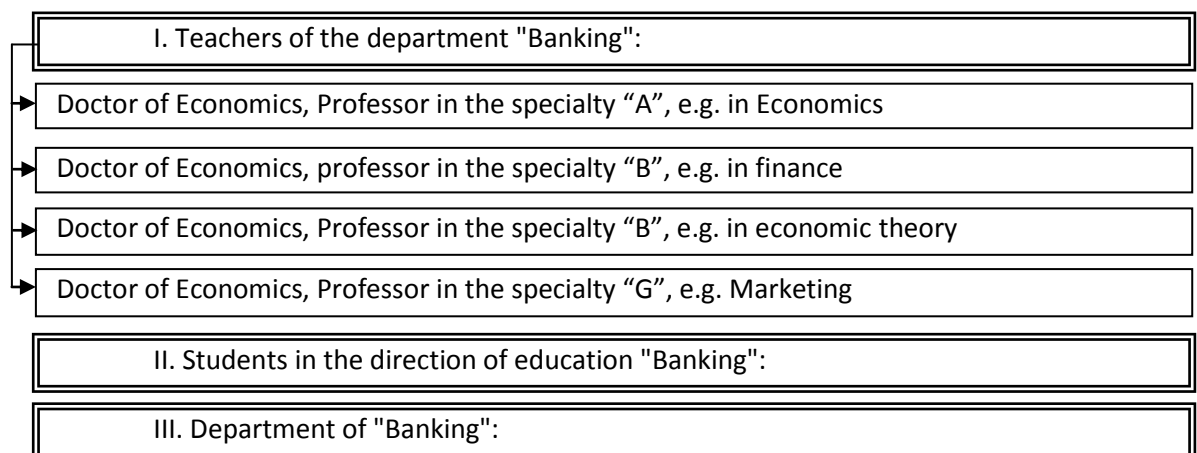 I. Teachers of the department "Banking":
Doctor of Economics, Professor in the specialty “A”, e.g. in Economics
Doctor of Economics, professor in the specialty “B”, e.g. in finance
Doctor of Economics, Professor in the specialty “B”, e.g. in economic theory
Doctor of Economics, Professor in the specialty “G”, e.g. Marketing
II. Students in the direction of education "Banking":
III. Department of "Banking":